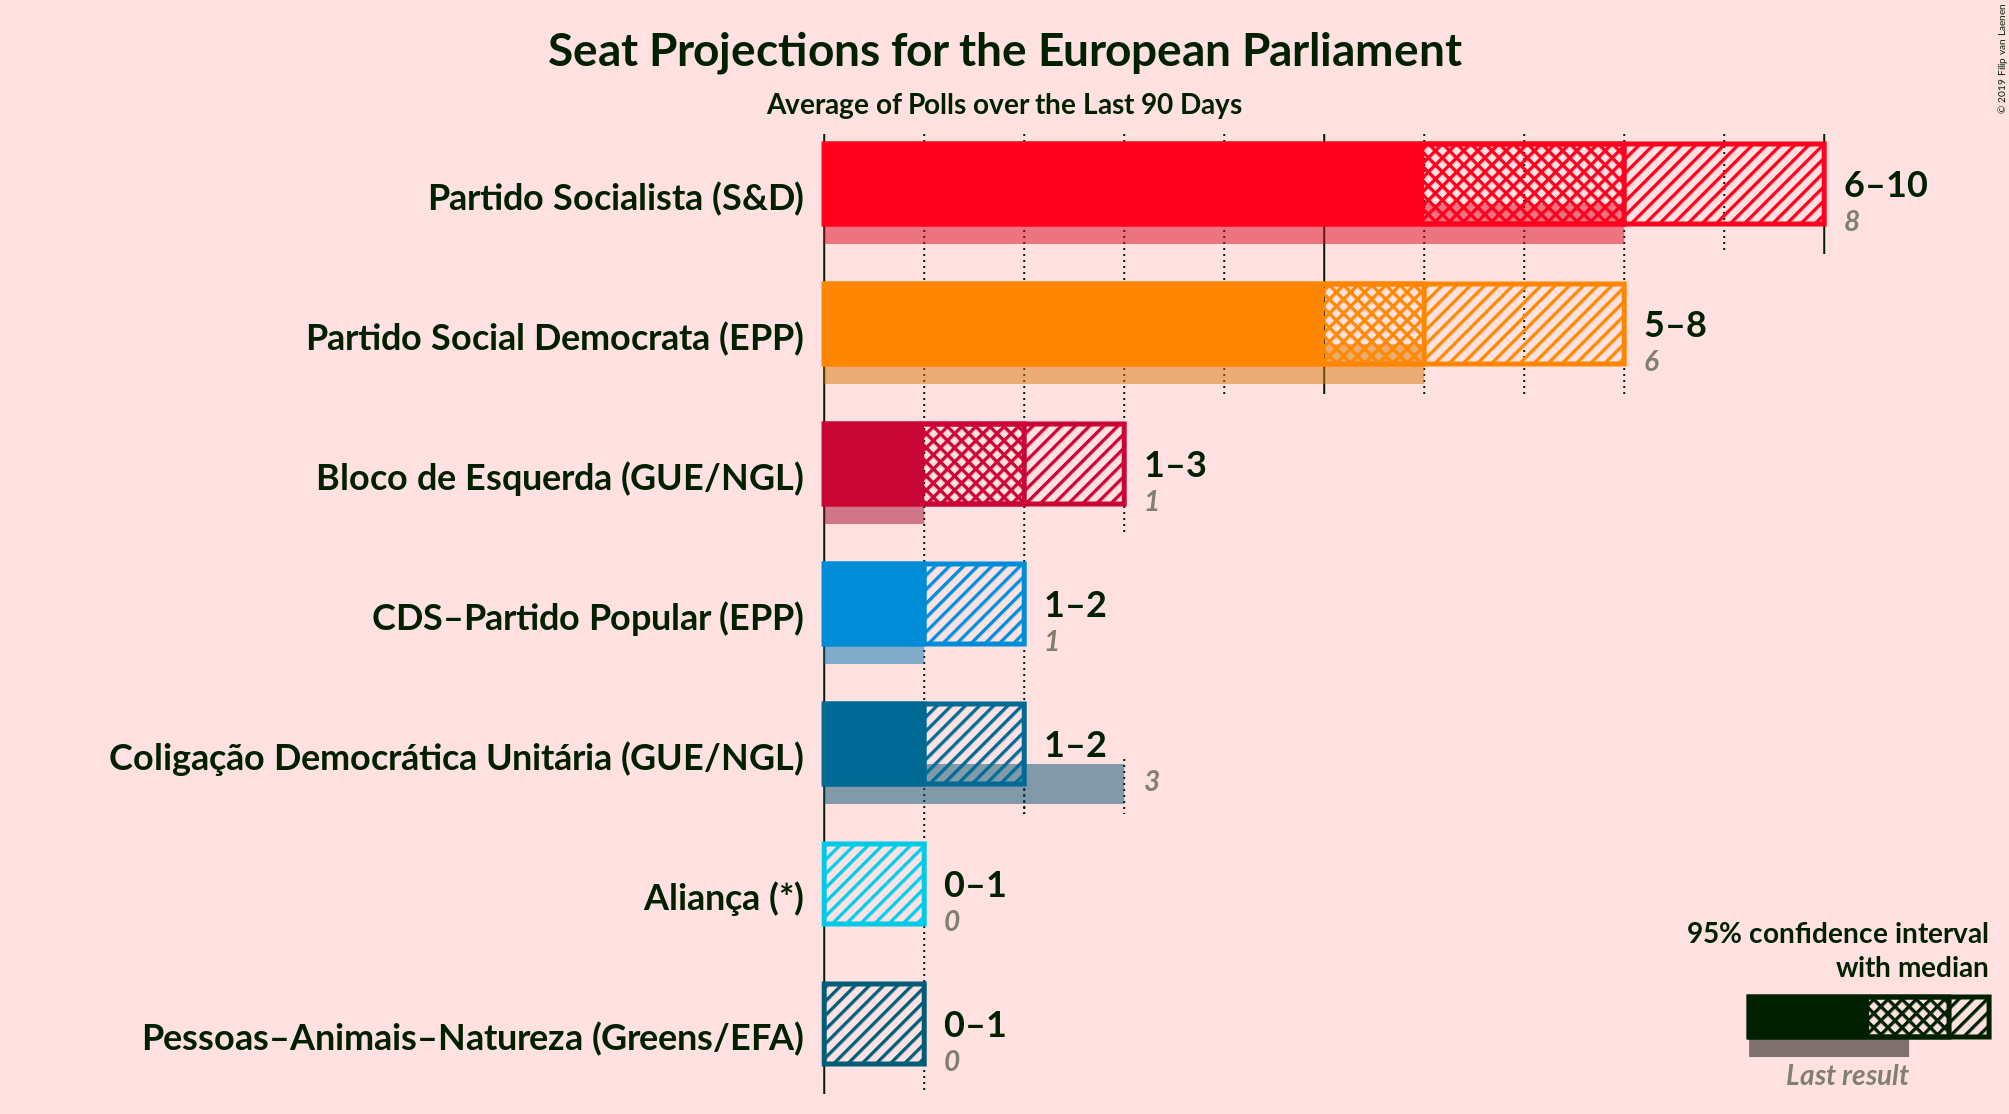 Seat Projections for the European Parliament
Average of Polls over the Last 90 Days
© 2019 Filip van Laenen
Partido Socialista (S&D)
6–10
8
Partido Social Democrata (EPP)
5–8
6
Bloco de Esquerda (GUE/NGL)
1–3
1
CDS–Partido Popular (EPP)
1–2
1
Coligação Democrática Unitária (GUE/NGL)
1–2
3
Aliança (*)
0–1
0
Pessoas–Animais–Natureza (Greens/EFA)
0–1
0
95% confidence interval
with median
Last result